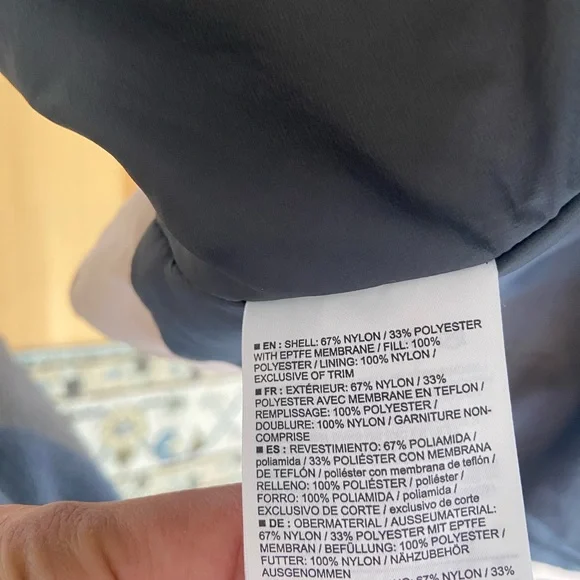 ■ EN : SHELL: 67% NYLON / 33% POLYESTER
WITH EPTFE MEMBRANE / FILL: 100%
POLYESTER / LINING: 100% NYLON /
EXCLUSIVE OF TRIM
■ FR : EXTÉRIEUR: 67% NYLON / 33%
POLYESTER AVEC MEMBRANE EN TEFLON /
REMPLISSAGE: 100% POLYESTER /
DOUBLURE: 100% NYLON / GARNITURE NON-
COMPRISE
■ ES : REVESTIMIENTO: 67% POLIAMIDA /
poliamida / 33% POLIÉSTER CON MEMBRANA
DE TEFLÓN / poliéster con membrana de teflón /
RELLENO: 100% POLIÉSTER / poliéster /
FORRO: 100% POLIAMIDA / poliamida /
EXCLUSIVO DE CORTE / exclusivo de corte
■ DE : OBERMATERIAL / AUSSEUMATERIAL:
67% NYLON / 33% POLYESTER MIT EPTFE
MEMBRAN / BEFÜLLUNG: 100% POLYESTER /
FUTTER: 100% NYLON / NÄHZUBEHÖR
AUSGENOMMEN
67% NYLON / 33%